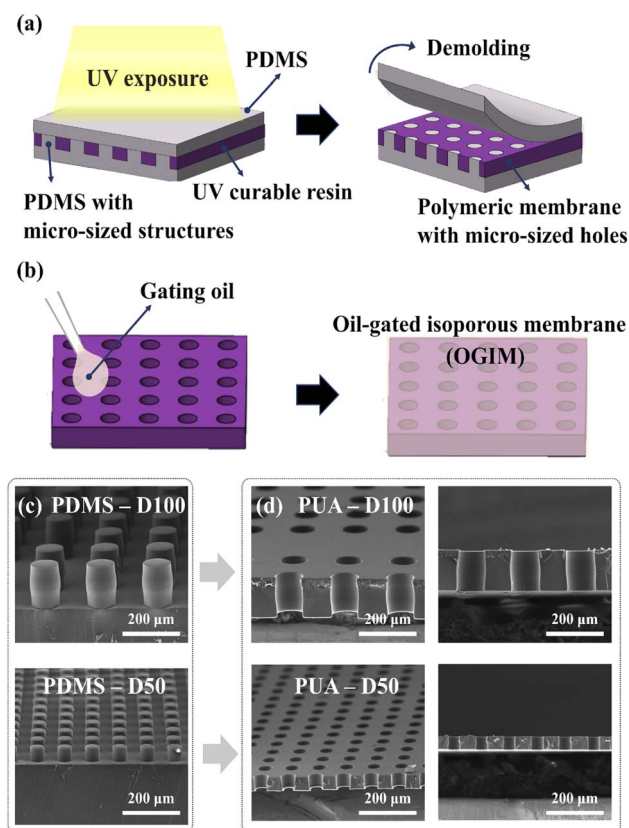 (a)
UV exposure
PDMS
Demolding
PDMS with
micro-sized structures
UV curable resin
Polymeric membrane
with micro-sized holes
(b)
Gating oil
Oil-gated isoporous membrane
(OGIM)
(c) PDMS – D100
200 μm
(d) PUA – D100
200 μm
200 μm
PDMS – D50
200 μm
PUA – D50
200 μm
200 μm